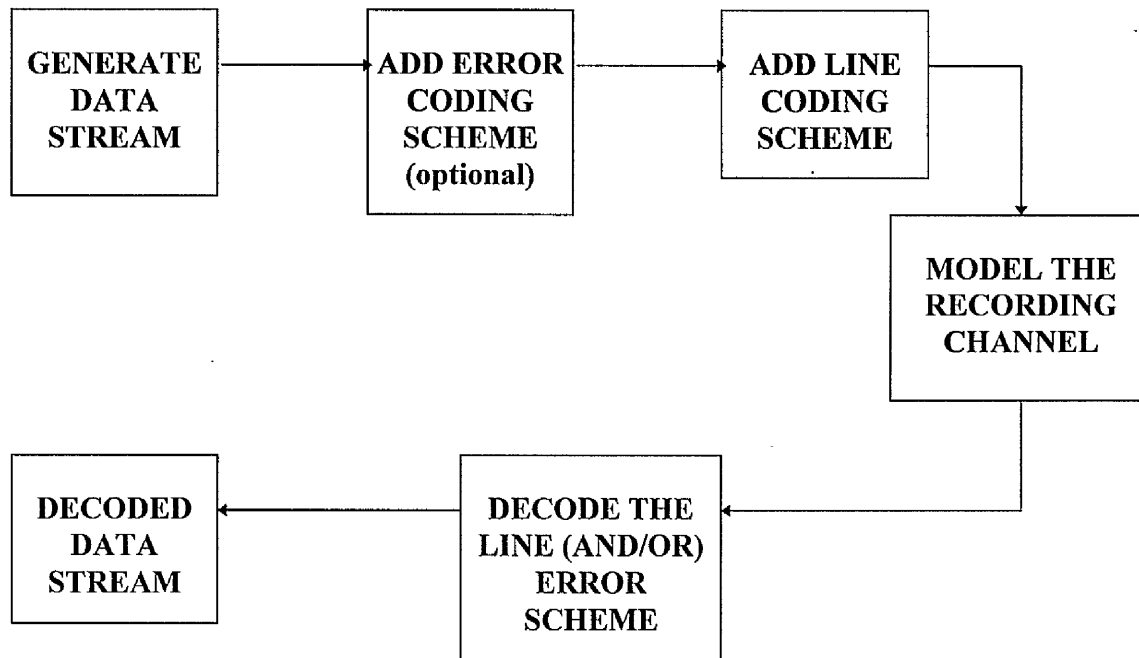 GENERATE
DATA
STREAM
ADD ERROR
CODING
SCHEME
(optional)
ADD LINE
CODING
SCHEME
MODEL THE
RECORDING
CHANNEL
DECODE THE
LINE (AND/OR)
ERROR
SCHEME
DECODED
DATA
STREAM